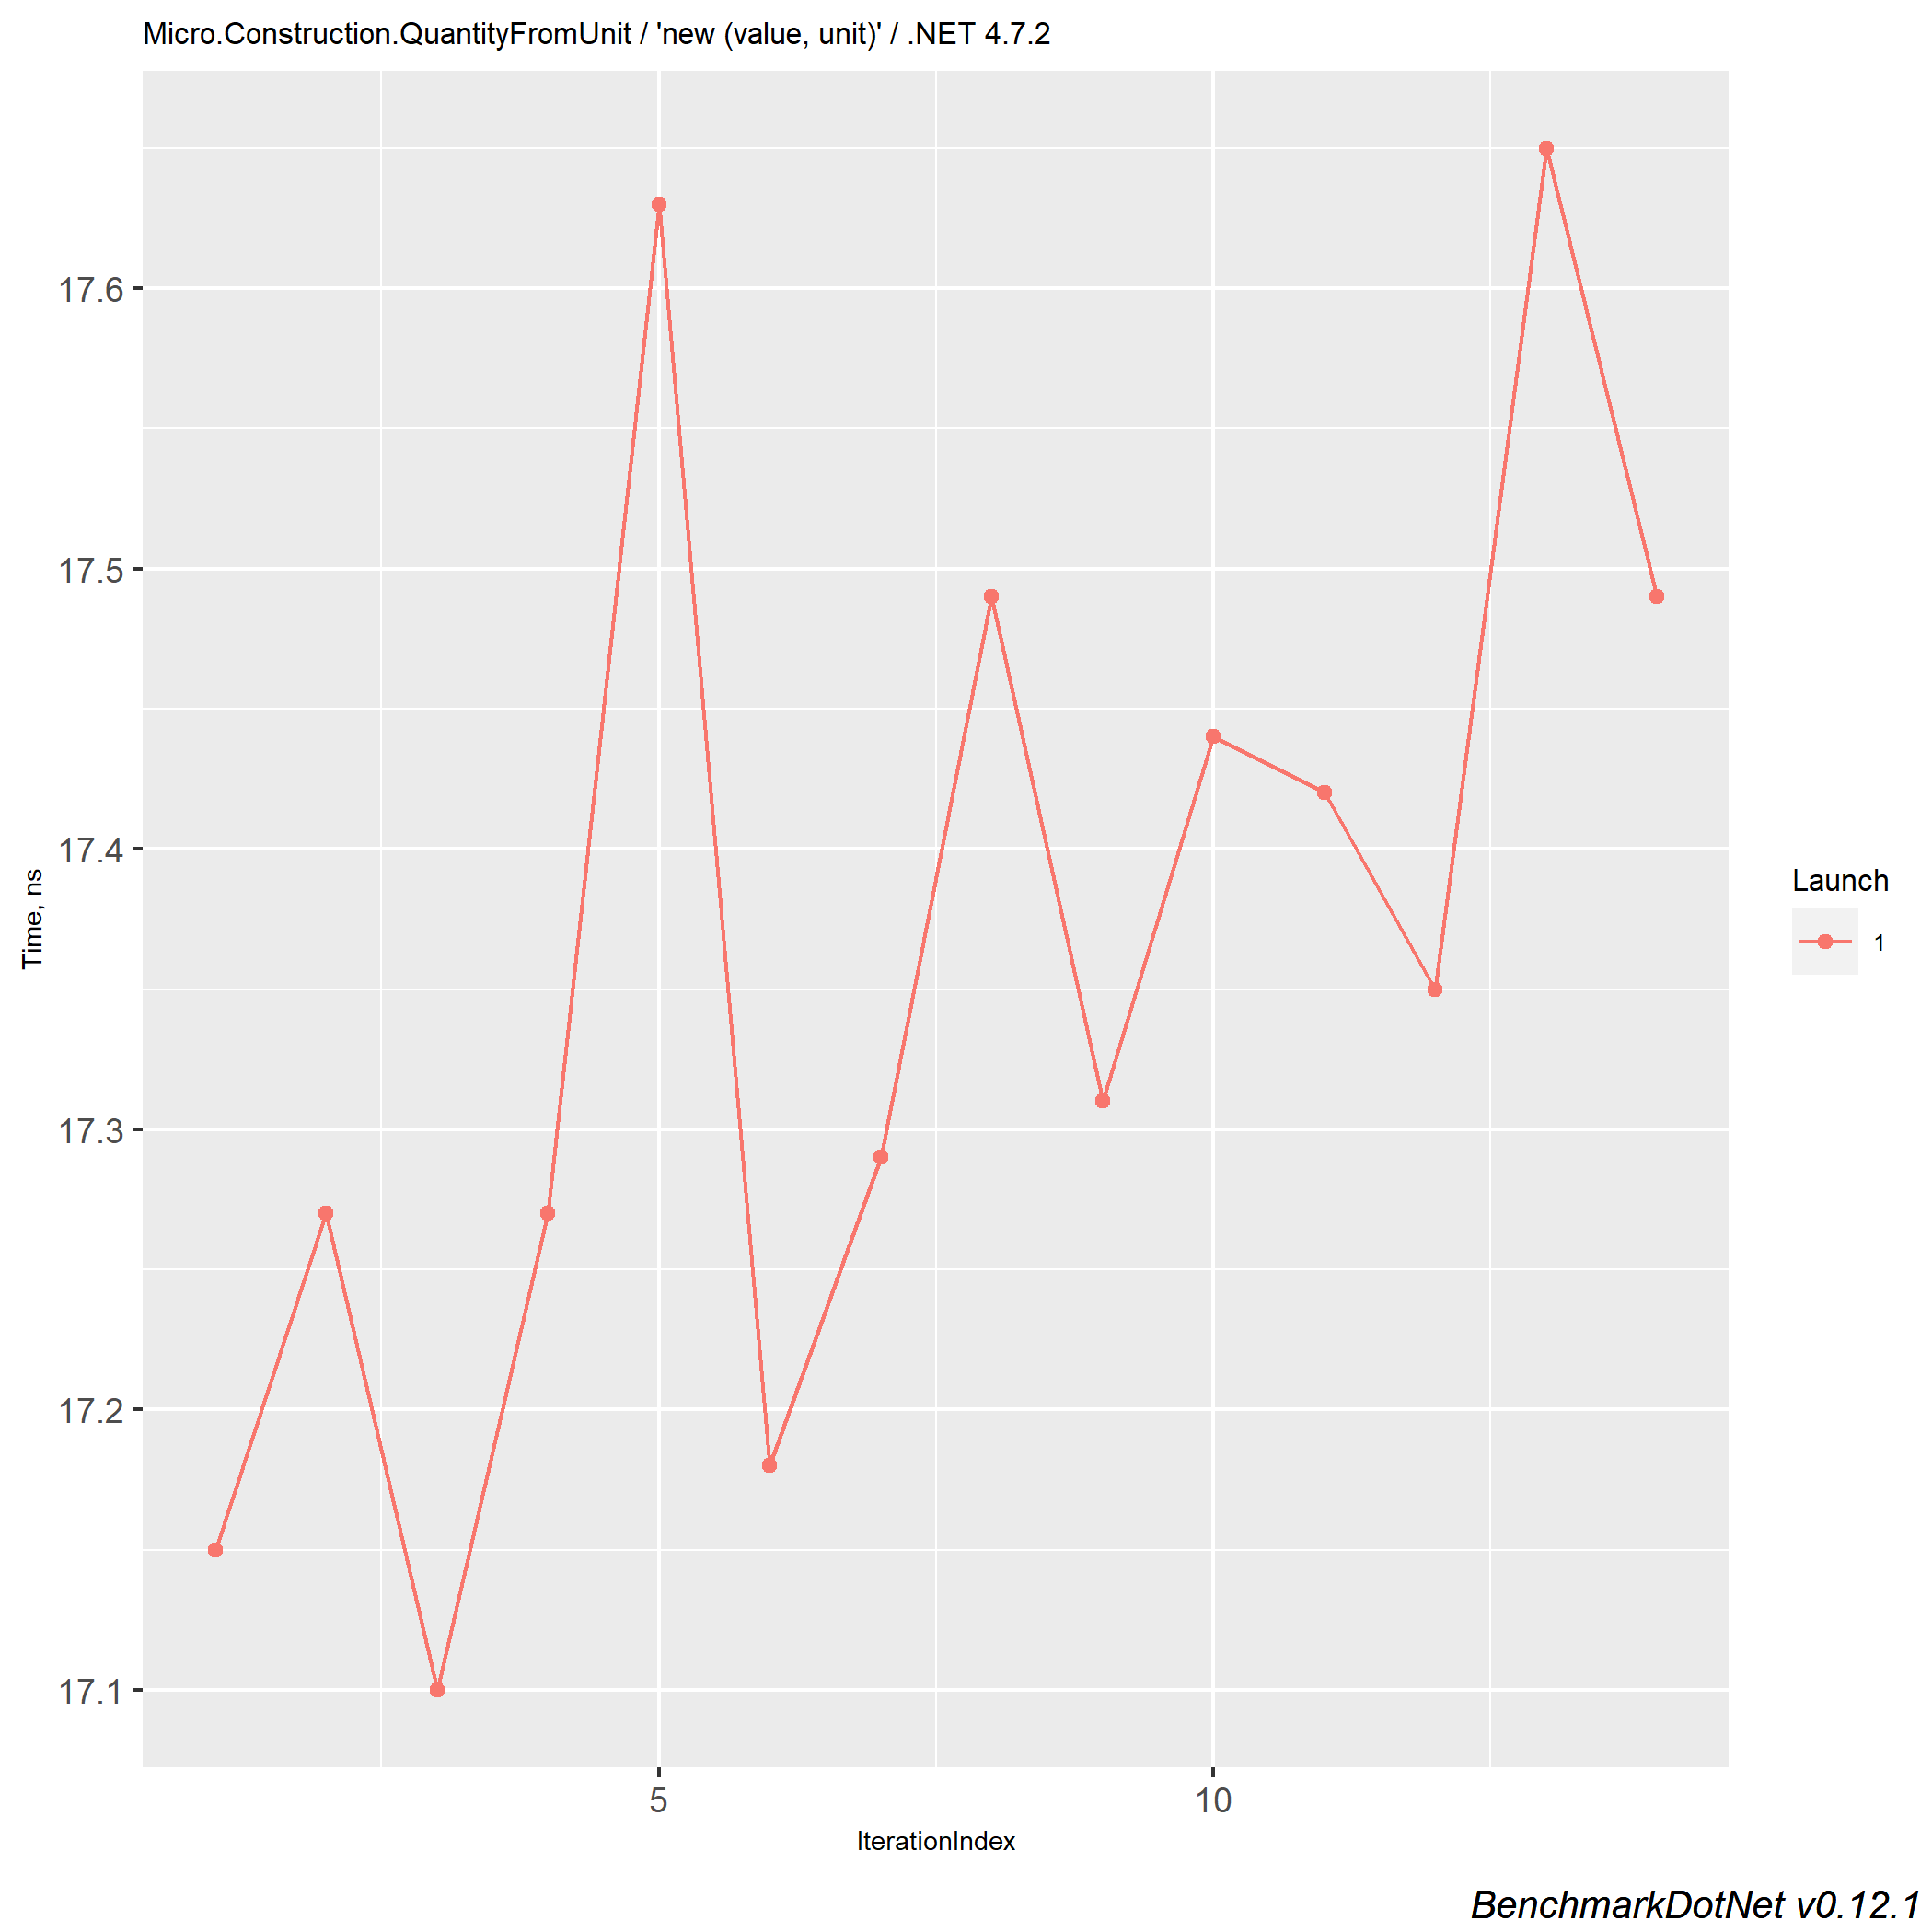 Micro.Construction.QuantityFromUnit / 'new (value, unit)' / .NET 4.7.2
17.6
17.5
17.4
17.3
17.2
17.1
Time, ns
5
10
IterationIndex
Launch
1
BenchmarkDotNet v0.12.1